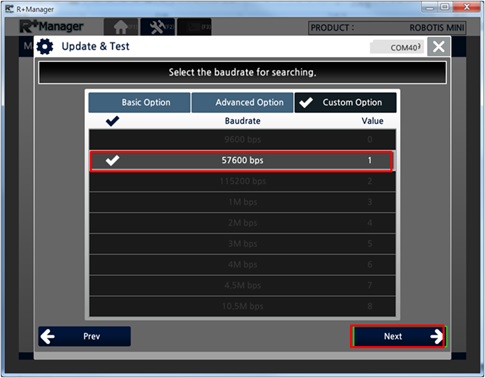 R+Manager
R+Manager
PRODUCT :
ROBOTIS MINI
Update & Test
COM40
Select the baudrate for searching.
Basic Option
Advanced Option
Custom Option
Baudrate
Value
9600 bps
0
57600 bps
1
115200 bps
2
1M bps
3
2M bps
4
3M bps
5
4M bps
6
4.5M bps
7
10.5M bps
8
Prev
Next